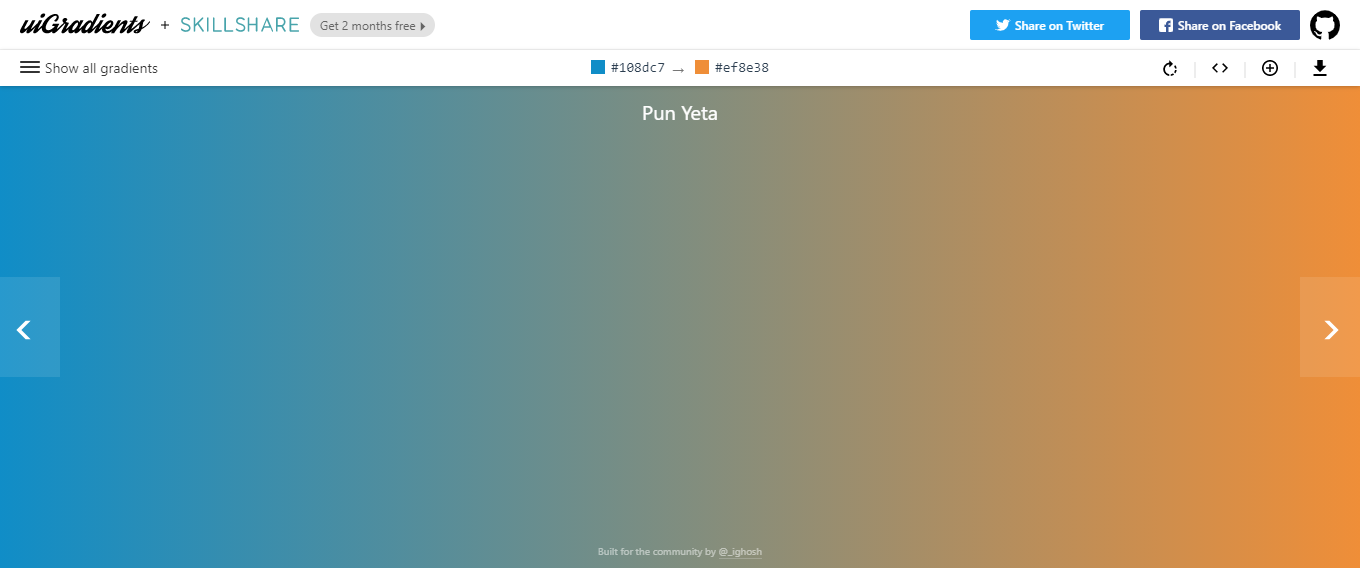 uiGradients + SKILLSHARE Get 2 months free Share on Twitter Share on Facebook
Show all gradients #108dc7 → #ef8e38
Pun Yeta
Built for the community by @_ighosh